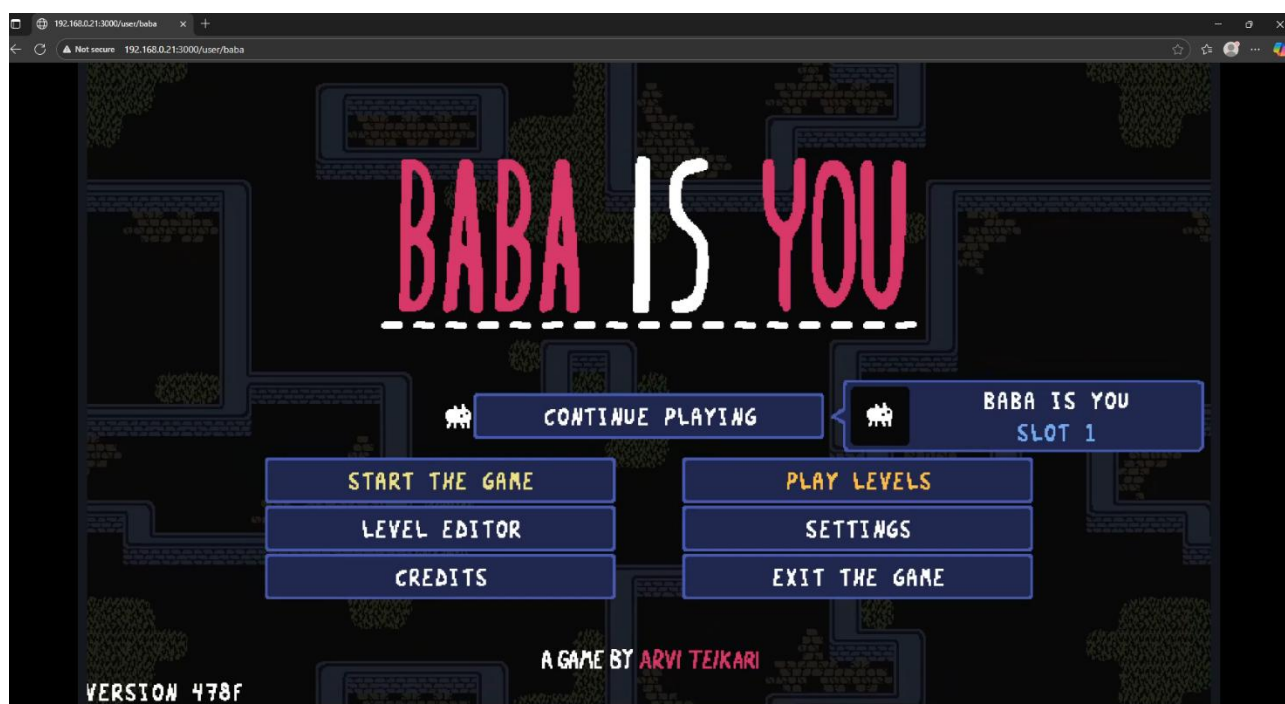 192.168.0.21:3000/user/baba
Not secure 192.168.0.21:3000/user/baba
BABA IS YOU
CONTINUE PLAYING
BABA IS YOU
SLOT 1
START THE GAME
PLAY LEVELS
LEVEL EDITOR
SETTINGS
CREDITS
EXIT THE GAME
A GAME BY ARVI TEIKARI
VERSION 478F